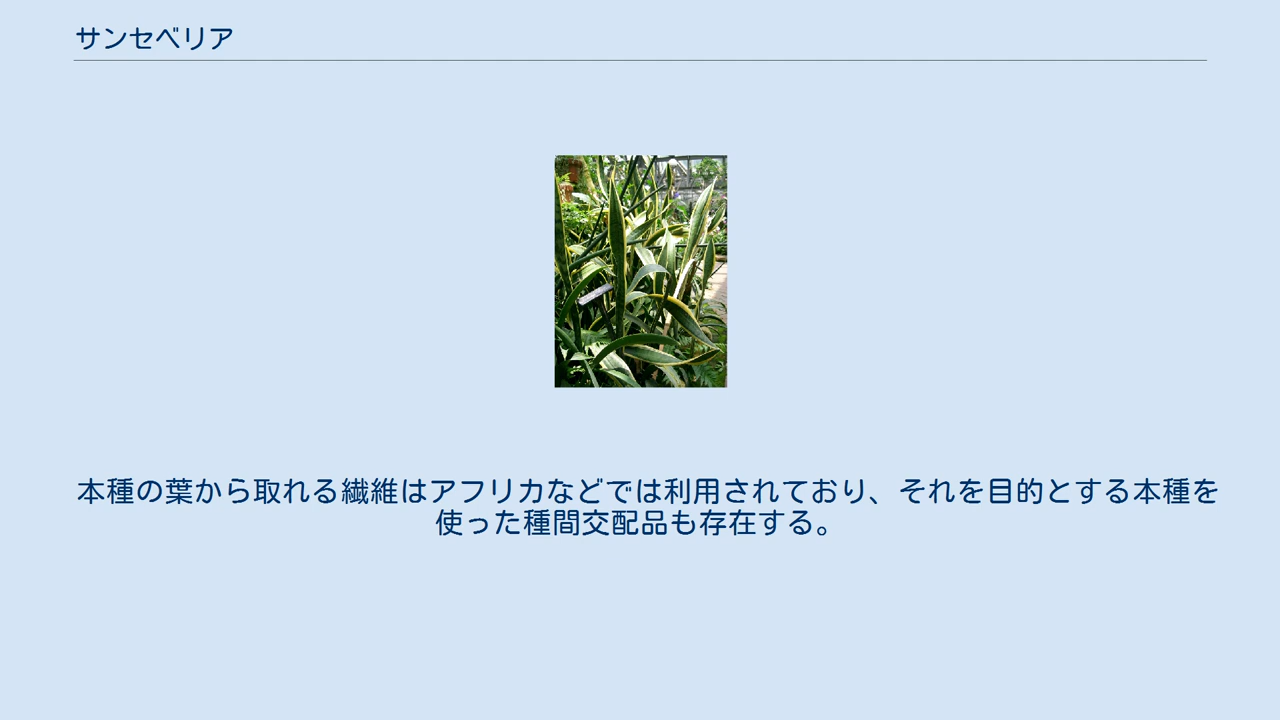 サンセベリア
本種の葉から取れる繊維はアフリカなどでは利用されており、それを目的とする本種を
使った種間交配品も存在する。